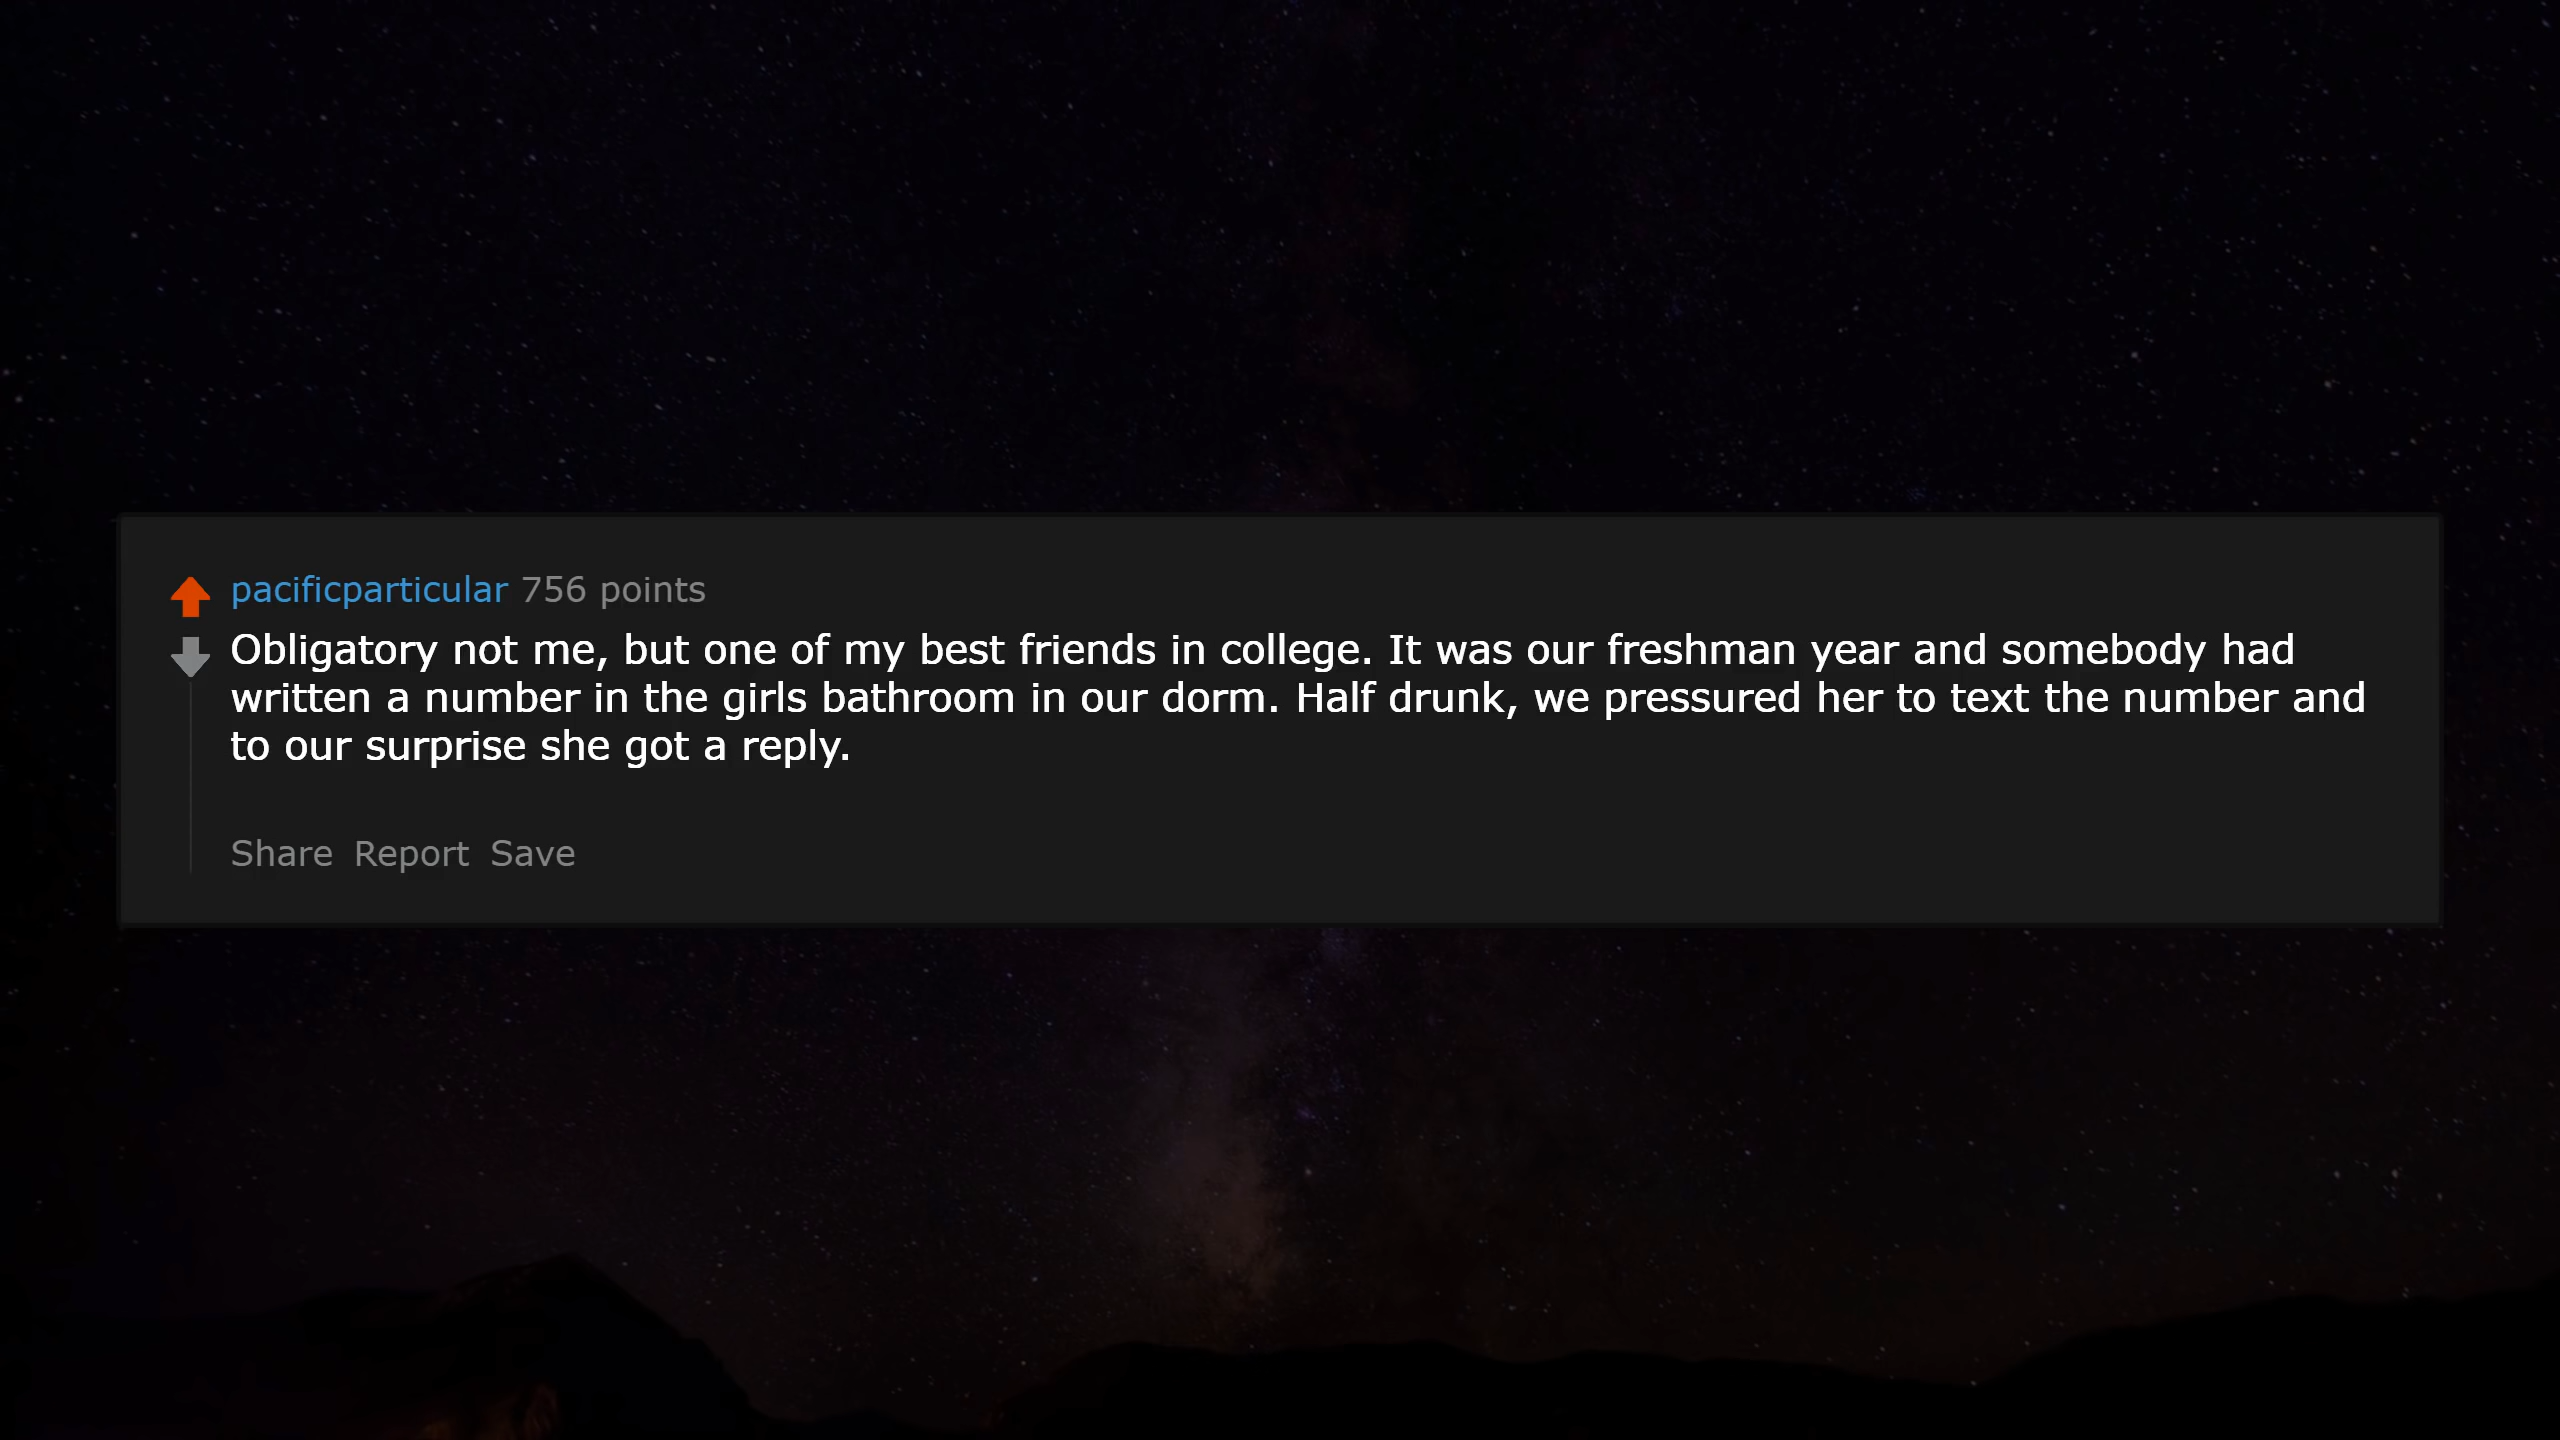 pacificparticular 756 points
Obligatory not me, but one of my best friends in college. It was our freshman year and somebody had
written a number in the girls bathroom in our dorm. Half drunk, we pressured her to text the number and
to our surprise she got a reply.
Share Report Save